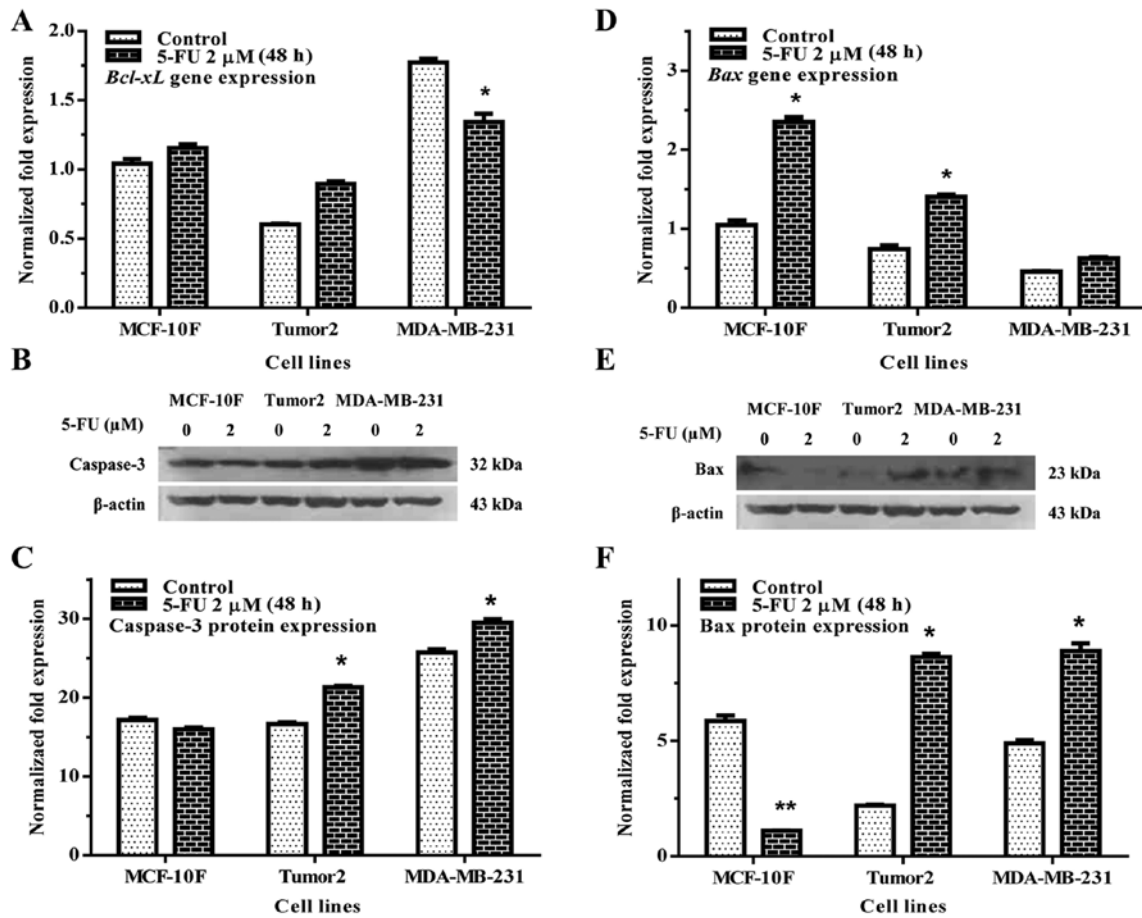 A
Control
5-FU 2 µM (48 h)
Bcl-xL gene expression
Normalized fold expression
2.0
1.5
1.0
0.5
0.0
*
MCF-10F Tumor2 MDA-MB-231
Cell lines
B
MCF-10F Tumor2 MDA-MB-231
5-FU (µM) 0 2 0 2 0 2
Caspase-3 32 kDa
β-actin 43 kDa
C
Control
5-FU 2 µM (48 h)
Caspase-3 protein expression
Normalizaed fold expression
30
20
10
0
*
*
MCF-10F Tumor2 MDA-MB-231
Cell lines
D
Control
5-FU 2 µM (48 h)
Bax gene expression
Normalized fold expression
3
2
1
0
*
*
MCF-10F Tumor2 MDA-MB-231
Cell lines
E
MCF-10F Tumor2 MDA-MB-231
5-FU (µM) 0 2 0 2 0 2
Bax 23 kDa
β-actin 43 kDa
F
Control
5-FU 2 µM (48 h)
Bax protein expression
Normalizaed fold expression
10
5
0
**
*
*
MCF-10F Tumor2 MDA-MB-231
Cell lines